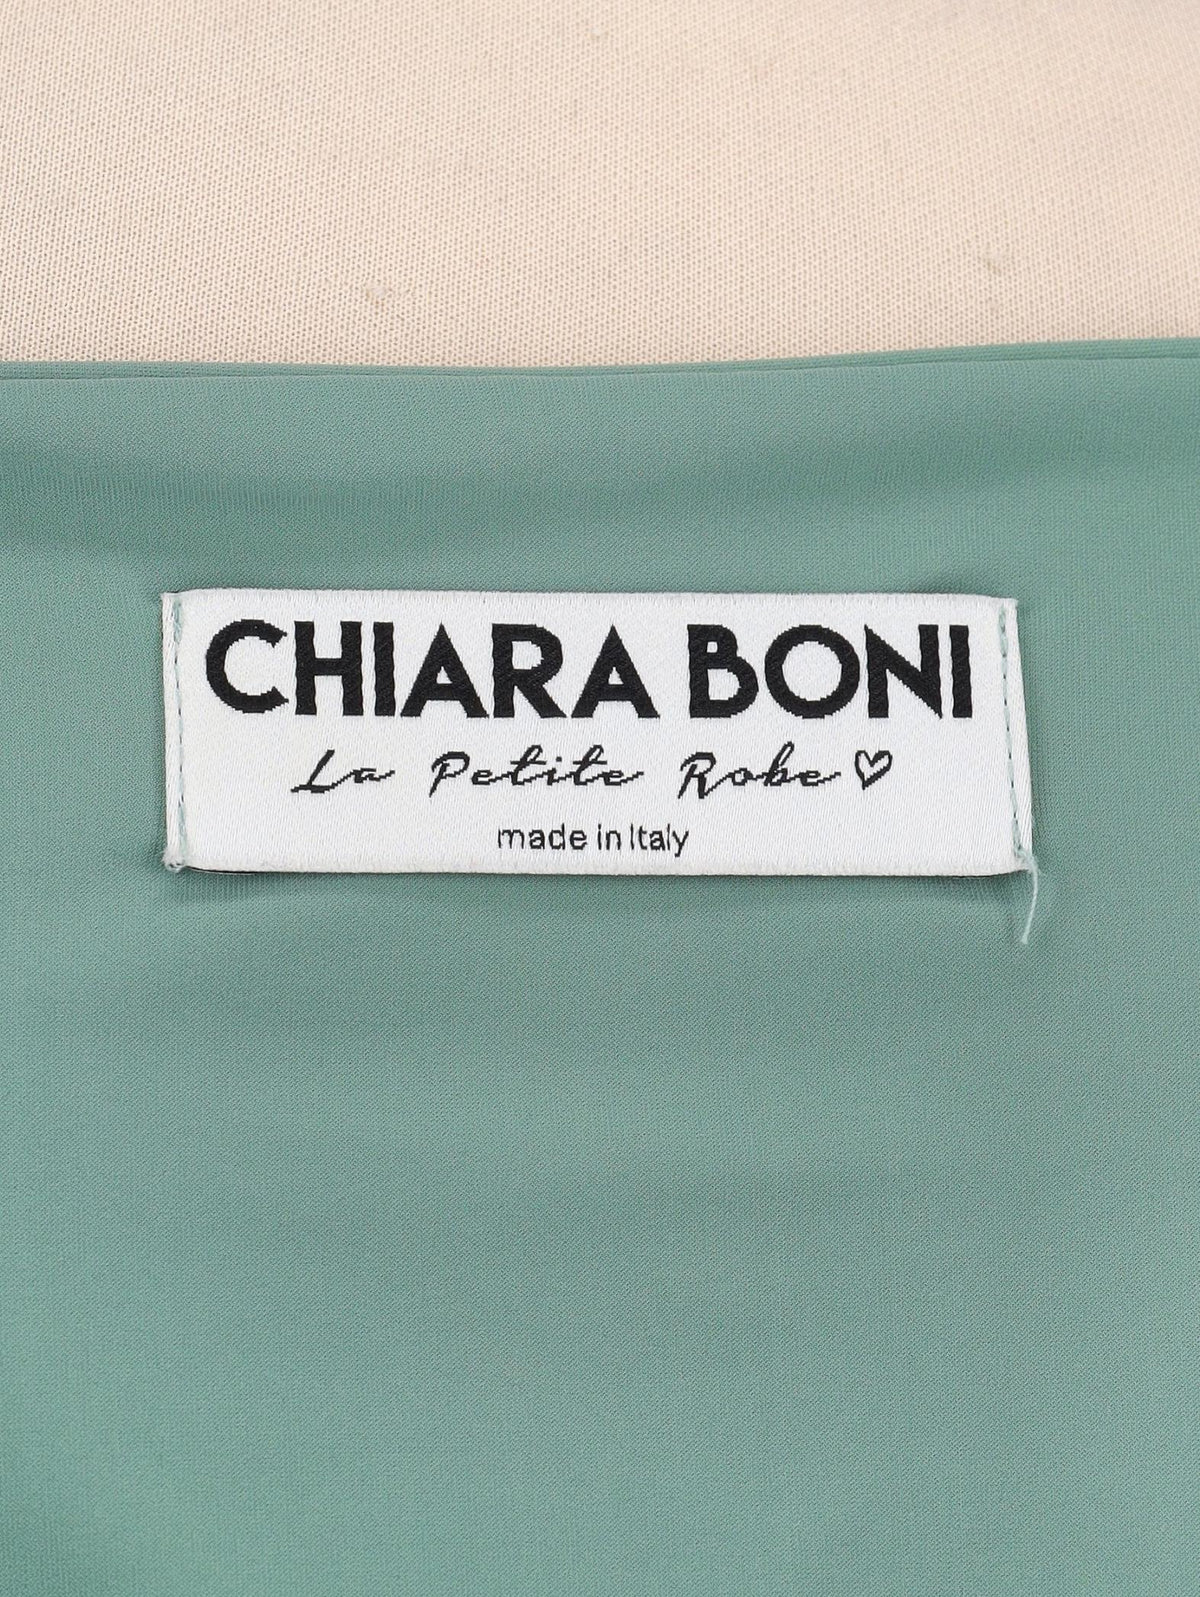 CHIARA BONI
La Petite Robe♡
made in Italy